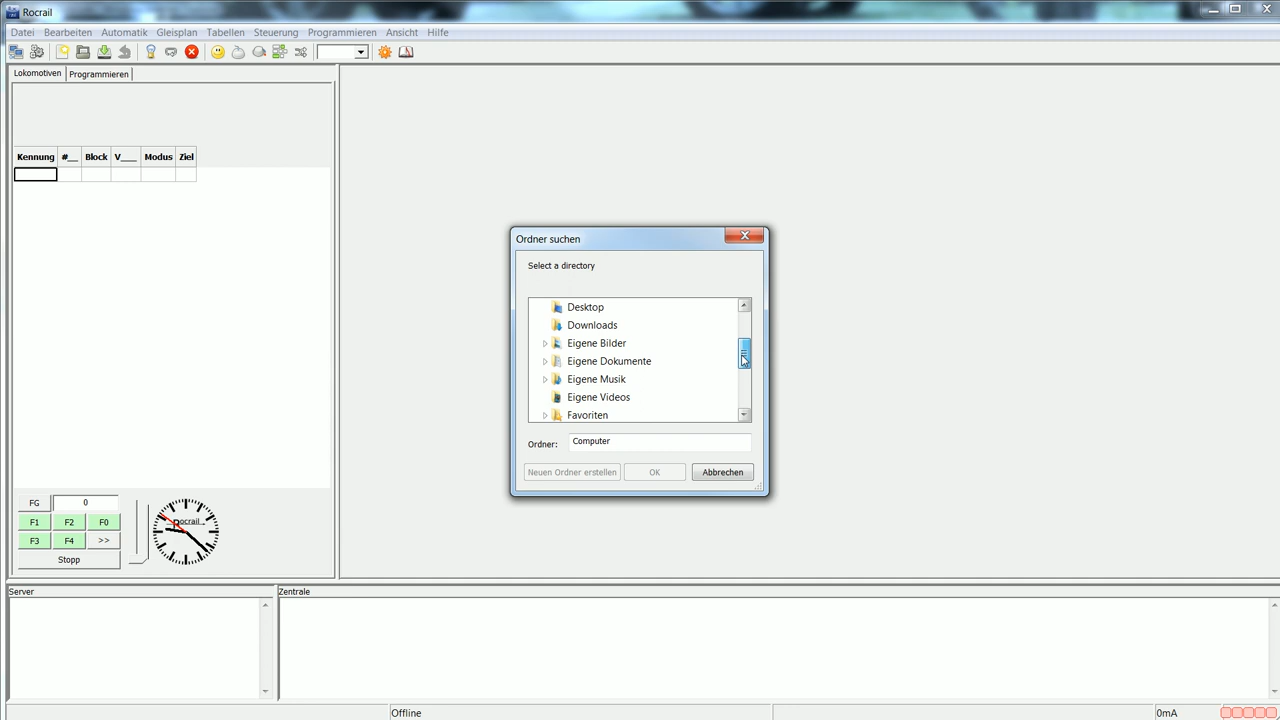 Rocrail
Datei Bearbeiten Automatik Gleisplan Tabellen Steuerung Programmieren Ansicht Hilfe
Lokomotiven Programmieren
Kennung #__ Block V___ Modus Ziel
Ordner suchen
Select a directory
Desktop
Downloads
Eigene Bilder
Eigene Dokumente
Eigene Musik
Eigene Videos
Favoriten
Ordner: Computer
Neuen Ordner erstellen OK Abbrechen
FG 0
F1 F2 F0
F3 F4 >>
Stopp
Rocrail
Server Zentrale
Offline 0mA